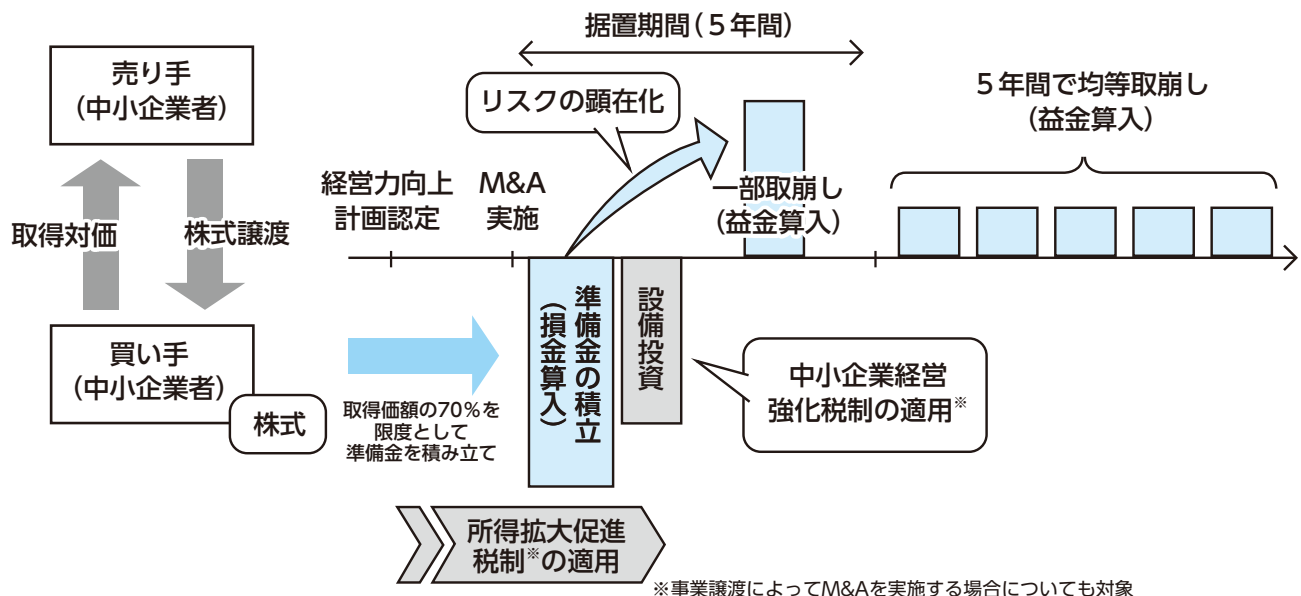 据置期間(5年間)
売り手
(中小企業者)
取得対価
株式譲渡
買い手
(中小企業者)
株式
リスクの顕在化
経営力向上
計画認定
M&A
実施
一部取崩し
(益金算入)
5年間で均等取崩し
(益金算入)
取得価額の70%を
限度として
準備金を積み立て
準備金の積立
(損金算入)
設備投資
中小企業経営
強化税制の適用※
所得拡大促進
税制※の適用
※事業譲渡によってM&Aを実施する場合についても対象